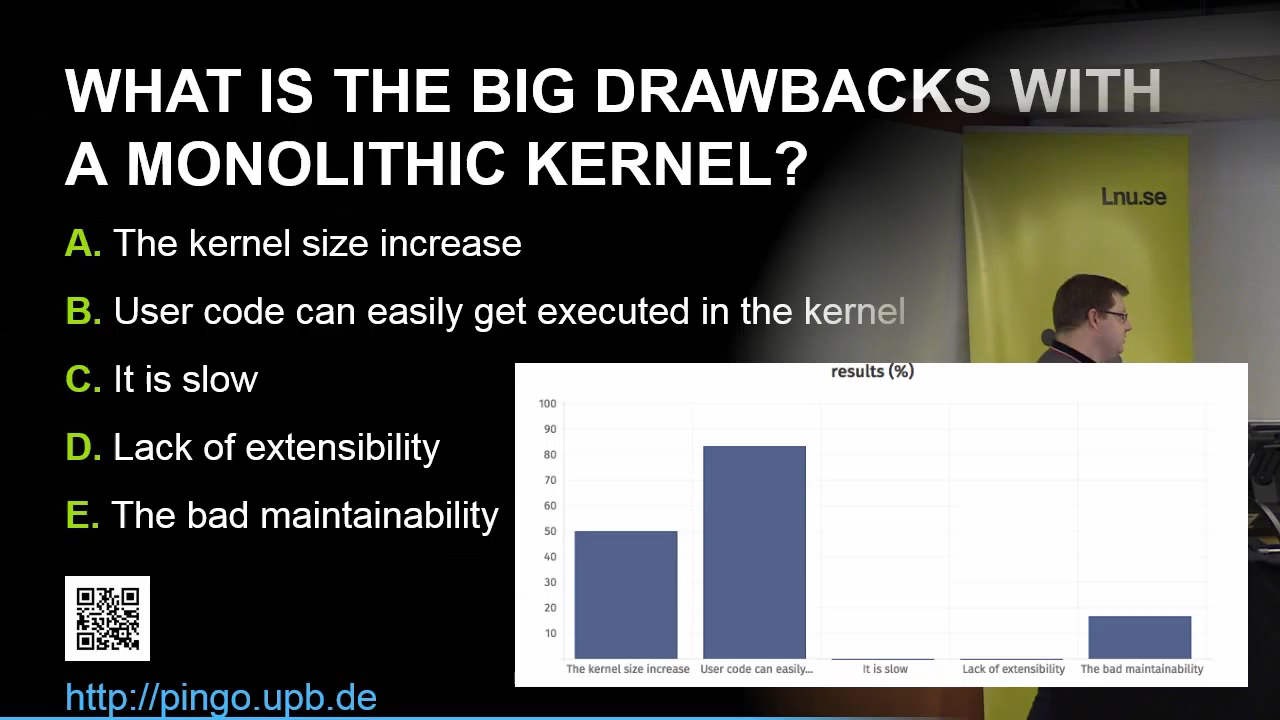 WHAT IS THE BIG DRAWBACKS WITH
A MONOLITHIC KERNEL?
Lnu.se
A. The kernel size increase
B. User code can easily get executed in the kernel
C. It is slow
D. Lack of extensibility
E. The bad maintainability
results (%)
100
90
80
70
60
50
40
30
20
10
The kernel size increase User code can easily... It is slow Lack of extensibility The bad maintainability
http://pingo.upb.de